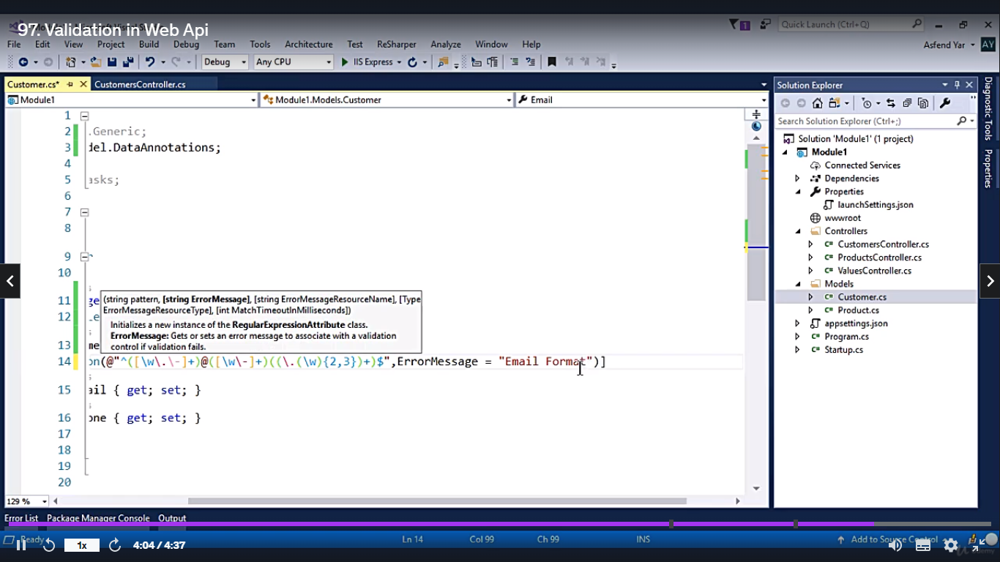 97. Validation in Web Api
1
Quick Launch (Ctrl+Q)
File Edit View Project Build Debug Team Tools Architecture Test ReSharper Analyze Window Help
Asfend Yar AY
Debug Any CPU IIS Express
Customer.cs* CustomersController.cs
Module1 Module1.Models.Customer Email
1
2 .Generic;
3 del.DataAnnotations;
4
5 asks;
6
7
8
9
10
11 ge
12 le
13 me
(string pattern, [string ErrorMessage], [string ErrorMessageResourceName], [Type
ErrorMessageResourceType], [int MatchTimeoutInMilliseconds])
Initializes a new instance of the RegularExpressionAttribute class.
ErrorMessage: Gets or sets an error message to associate with a validation
control if validation fails.
14 on(@"^([\w\.\-]+)@([\w\-]+)((\.(\w){2,3})+)$",ErrorMessage = "Email Format")]
15 ail { get; set; }
16 one { get; set; }
17
18
19
20
129 %
Solution Explorer
Search Solution Explorer (Ctrl+;)
Solution 'Module1' (1 project)
Module1
Connected Services
Dependencies
Properties
launchSettings.json
wwwroot
Controllers
C# CustomersController.cs
C# ProductsController.cs
C# ValuesController.cs
Models
C# Customer.cs
C# Product.cs
appsettings.json
C# Program.cs
C# Startup.cs
Diagnostic Tools
Properties
Error List Package Manager Console Output
Ready Ln 14 Col 99 Ch 99 INS Add to Source Control
1x 4:04 / 4:37